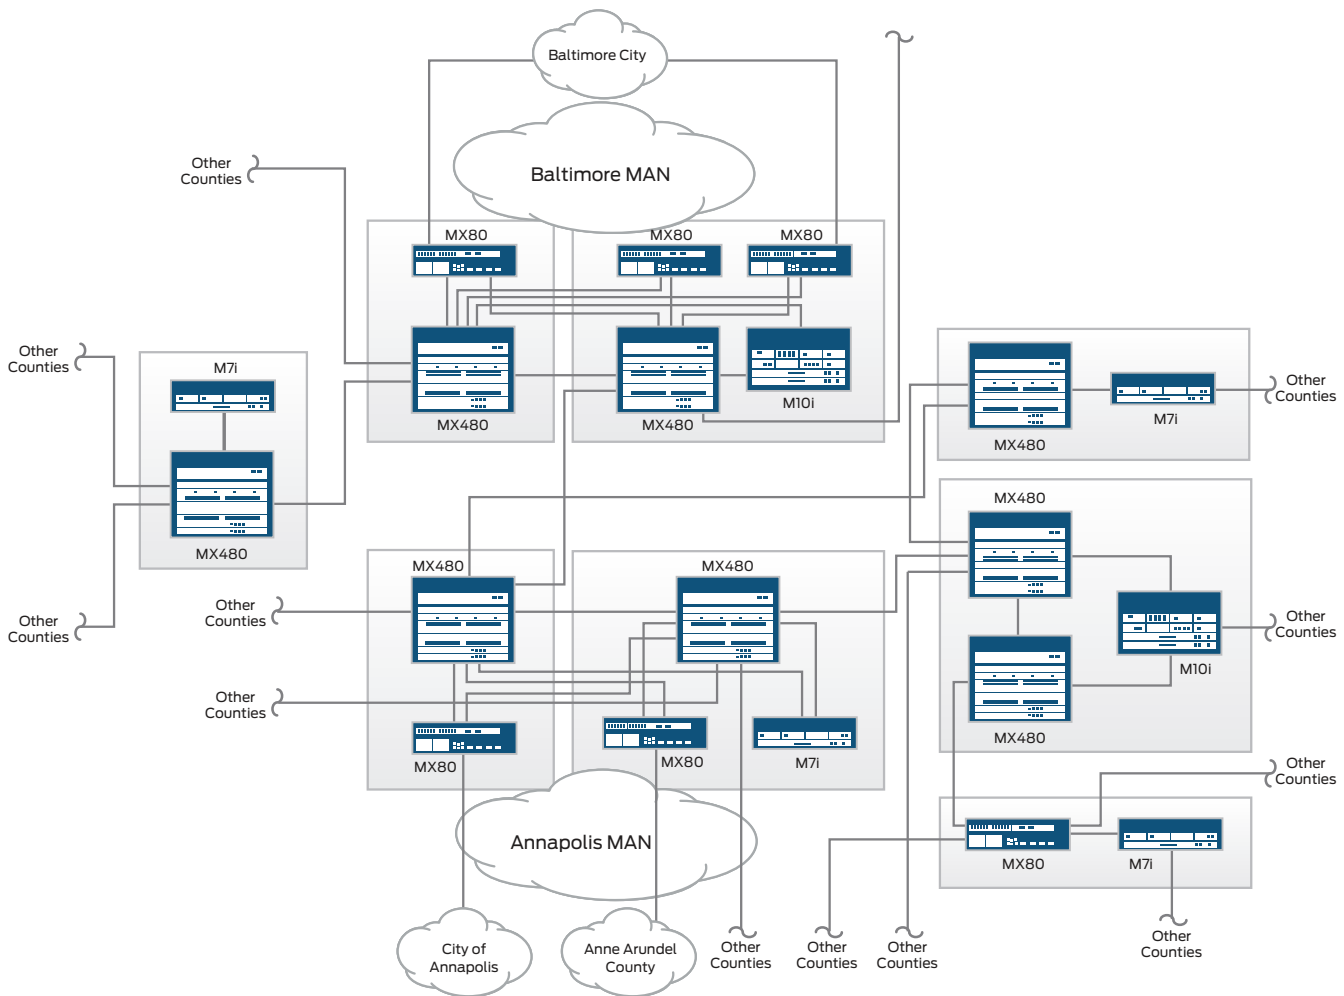 Baltimore City
Baltimore MAN
Other
Counties
MX80
MX80
MX80
Other
Counties
M7i
MX480
MX480
MX480
M10i
MX480
M7i
Other
Counties
Other
Counties
MX480
Other
Counties
Other
Counties
MX480
MX480
MX80
MX80
M7i
MX480
M10i
MX480
Other
Counties
Other
Counties
Annapolis MAN
MX80
M7i
City of
Annapolis
Anne Arundel
County
Other
Counties
Other
Counties
Other
Counties
Other
Counties